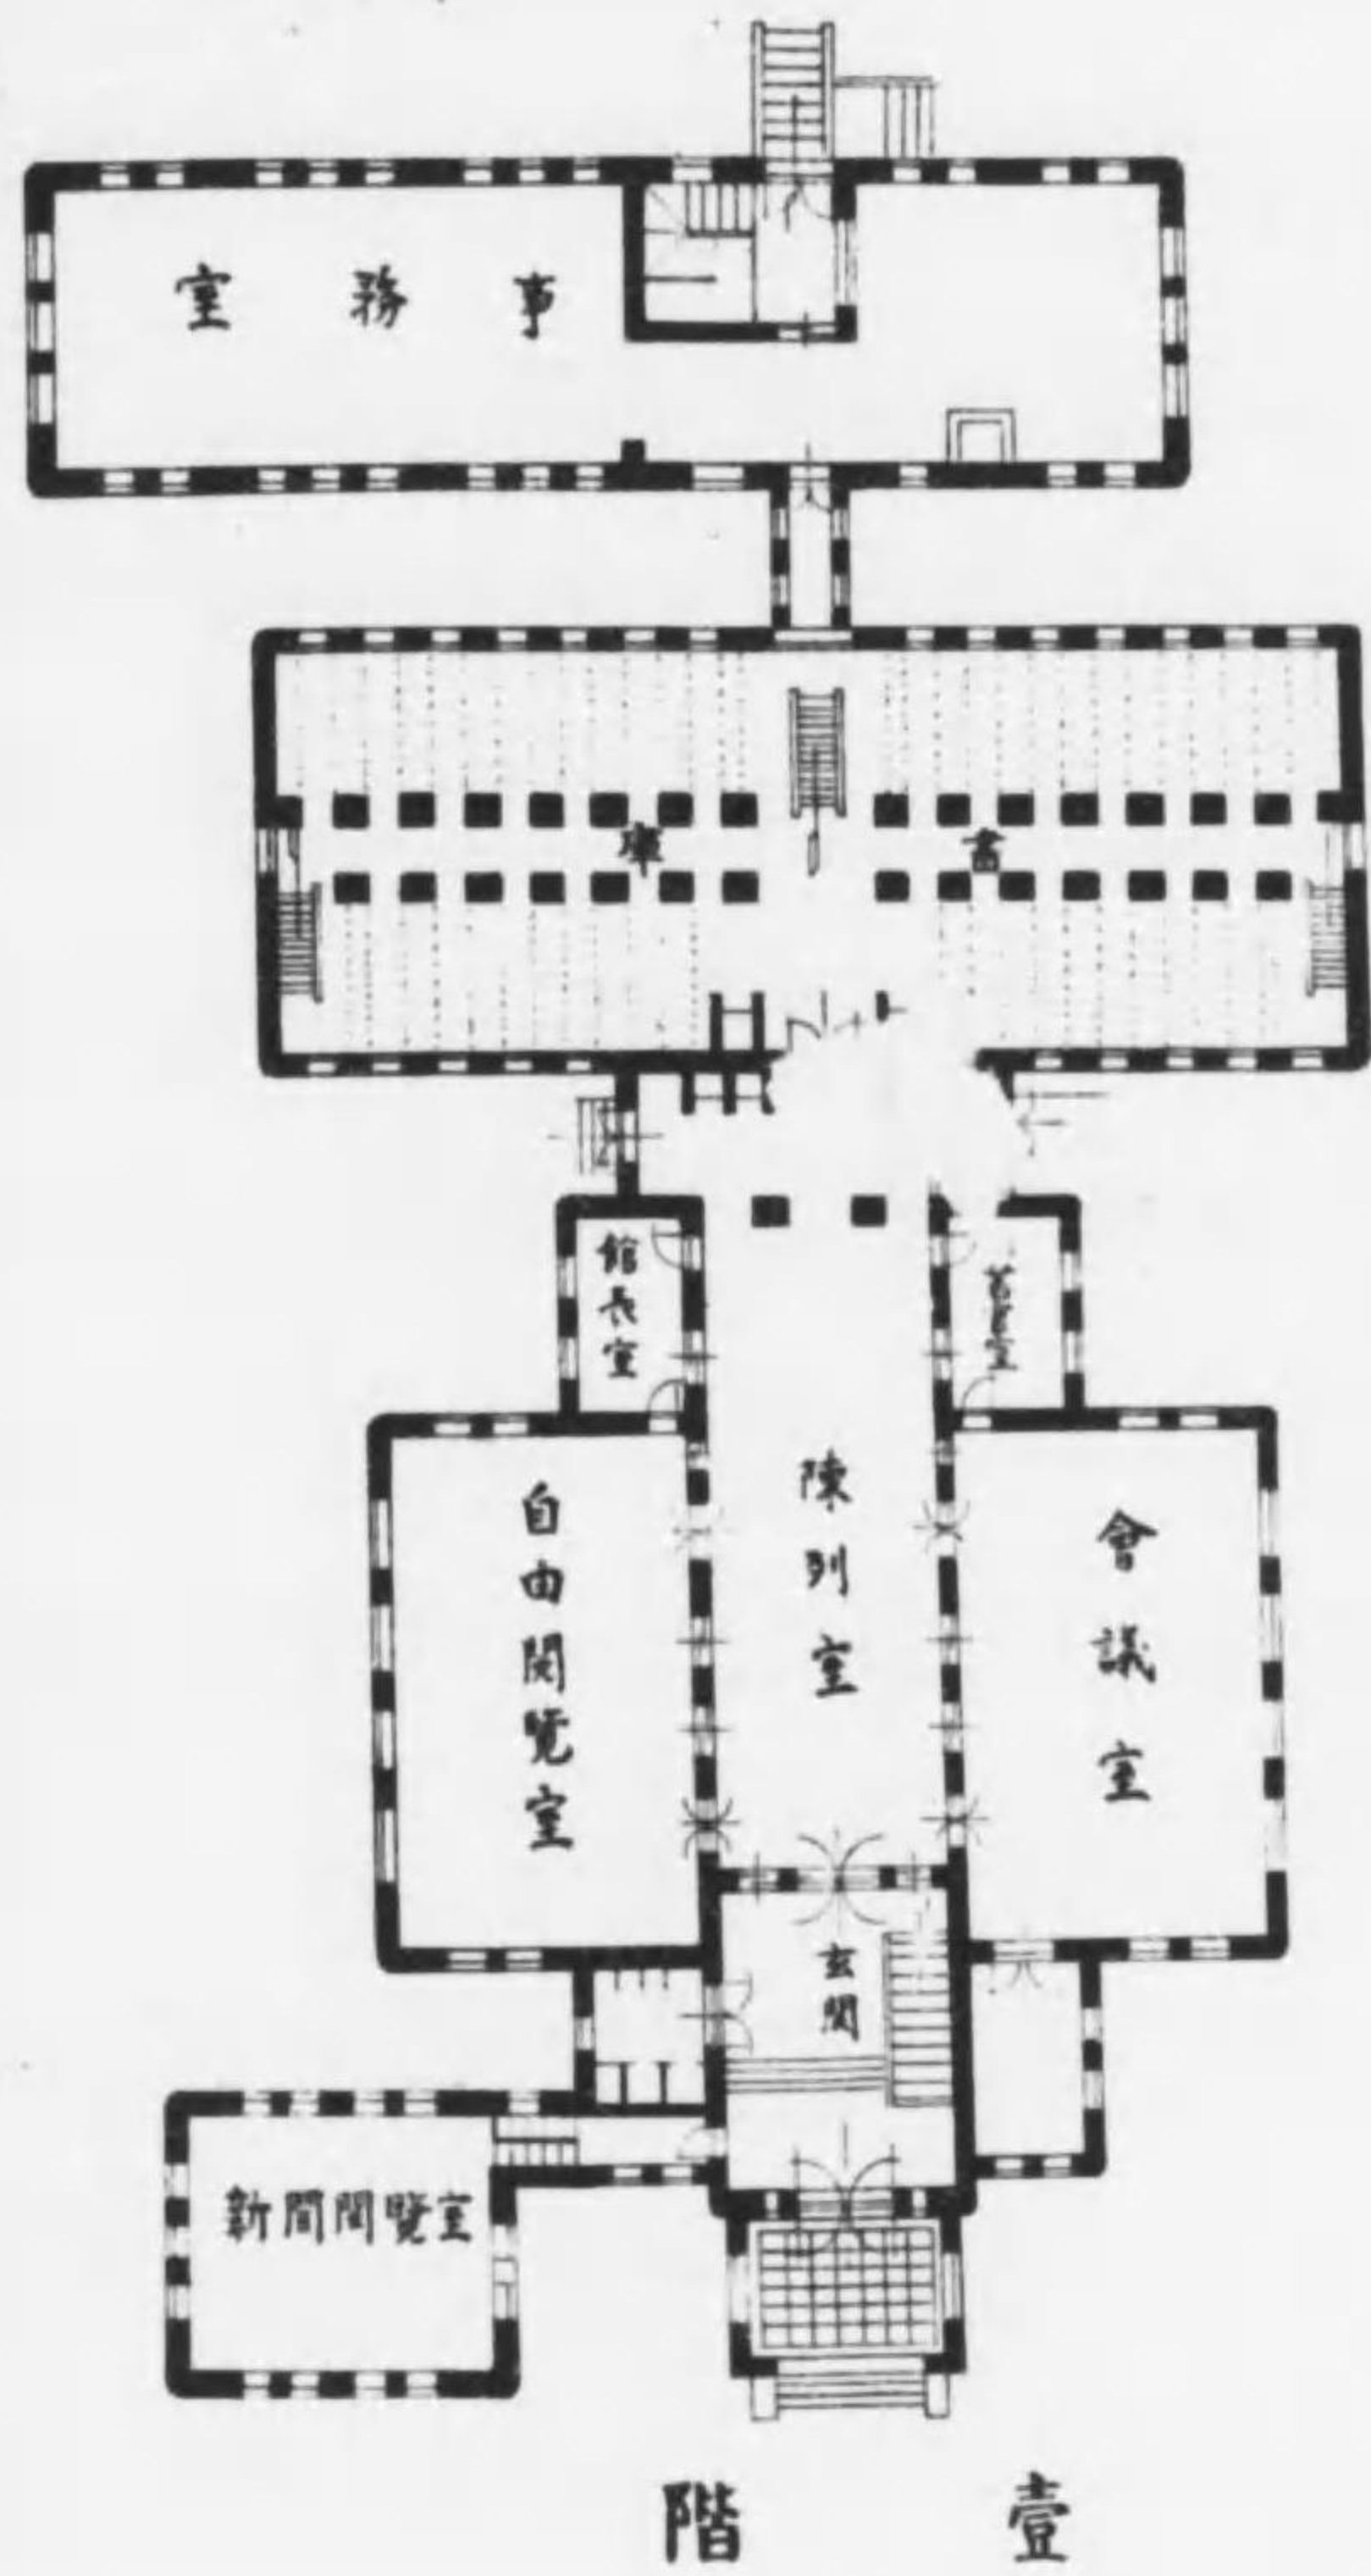 事務室
書庫
館長室
陳列室
自由閲覧室
會議室
玄関
新聞閲覧室
壹階